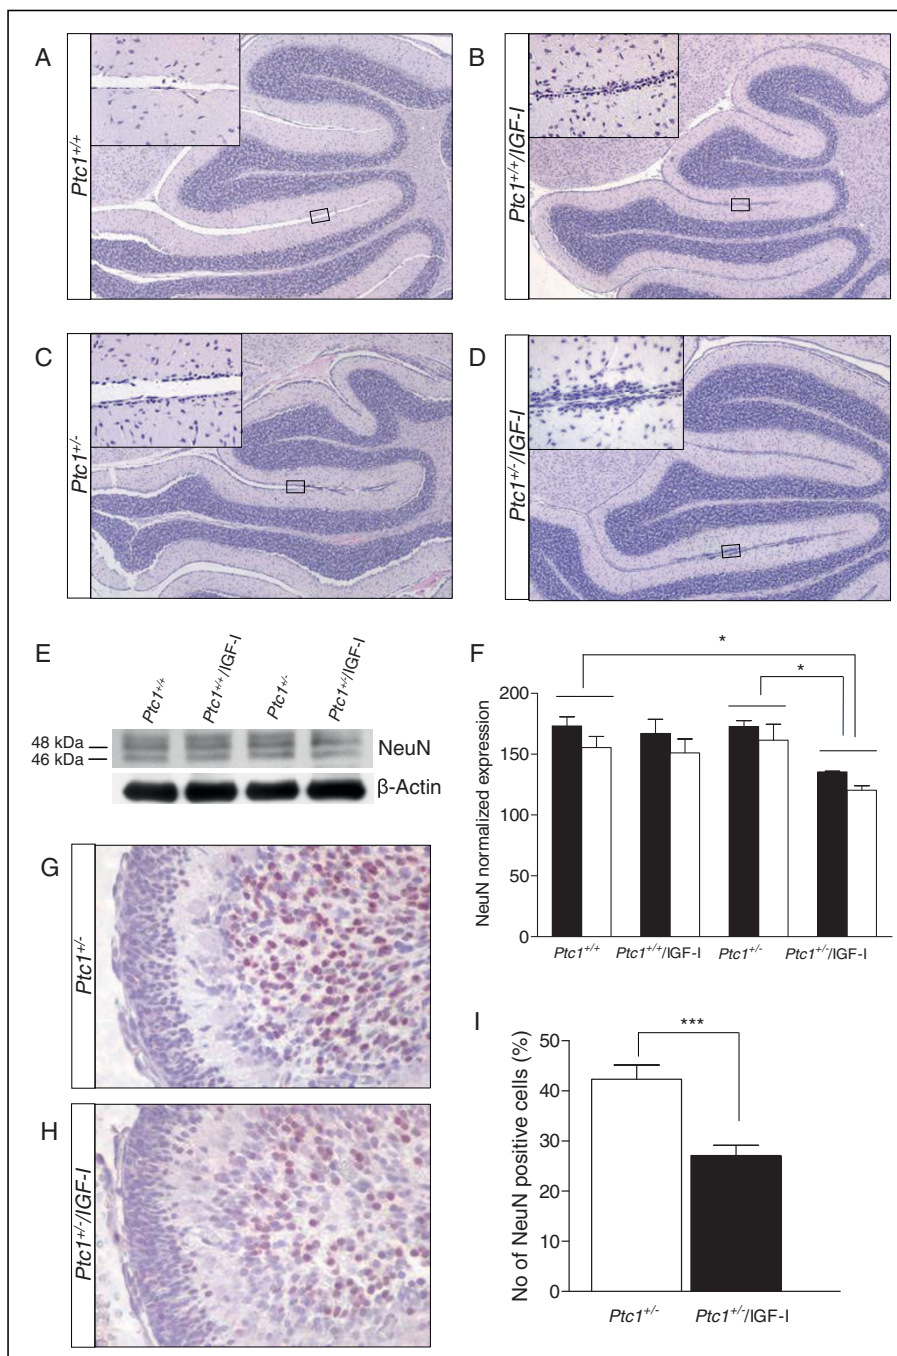 A
Ptc1+/+
B
Ptc1+/+/IGF-I
C
Ptc1+/-
D
Ptc1+/-/IGF-I
E
Ptc1+/+
Ptc1+/+/IGF-I
Ptc1+/-
Ptc1+/-/IGF-I
48 kDa
46 kDa
NeuN
β-Actin
F
*
*
NeuN normalized expression
200
150
100
50
0
Ptc1+/+
Ptc1+/+/IGF-I
Ptc1+/-
Ptc1+/-/IGF-I
G
Ptc1+/-
H
Ptc1+/-/IGF-I
I
***
No of NeuN positive cells (%)
50
40
30
20
10
0
Ptc1+/-
Ptc1+/-/IGF-I